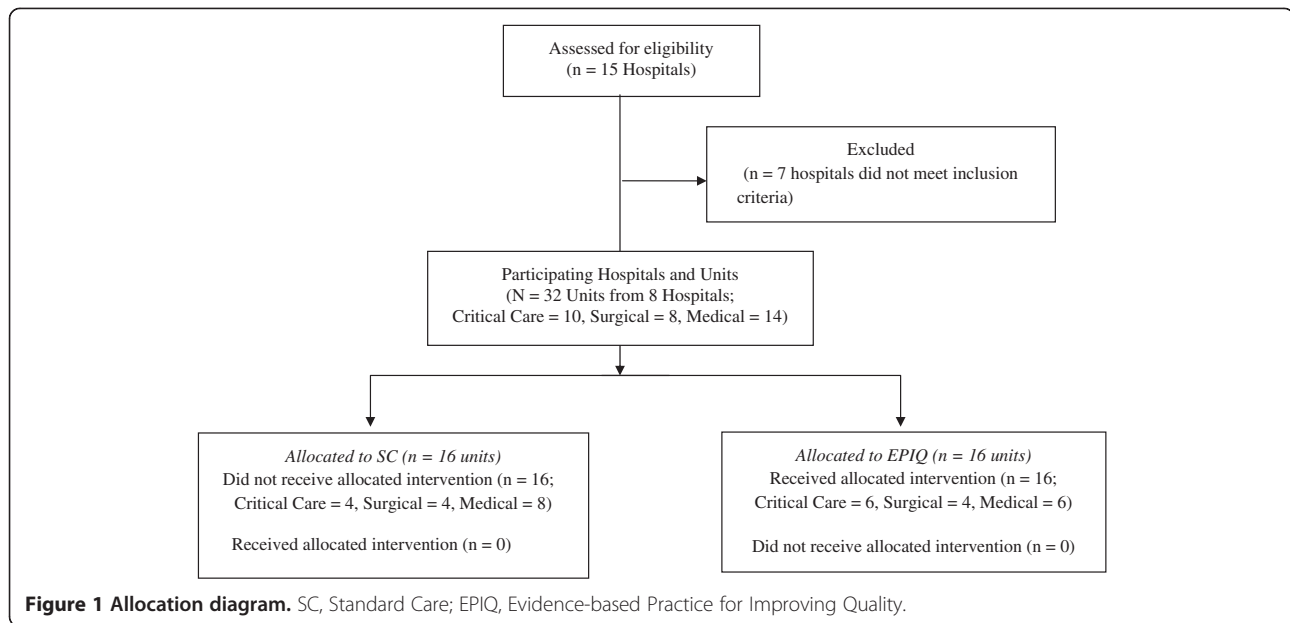 Assessed for eligibility
(n = 15 Hospitals)
Excluded
(n = 7 hospitals did not meet inclusion
criteria)
Participating Hospitals and Units
(N = 32 Units from 8 Hospitals;
Critical Care = 10, Surgical = 8, Medical = 14)
Allocated to SC (n = 16 units)
Did not receive allocated intervention (n = 16;
Critical Care = 4, Surgical = 4, Medical = 8)
Received allocated intervention (n = 0)
Allocated to EPIQ (n = 16 units)
Received allocated intervention (n = 16;
Critical Care = 6, Surgical = 4, Medical = 6)
Did not receive allocated intervention (n = 0)
Figure 1 Allocation diagram. SC, Standard Care; EPIQ, Evidence-based Practice for Improving Quality.